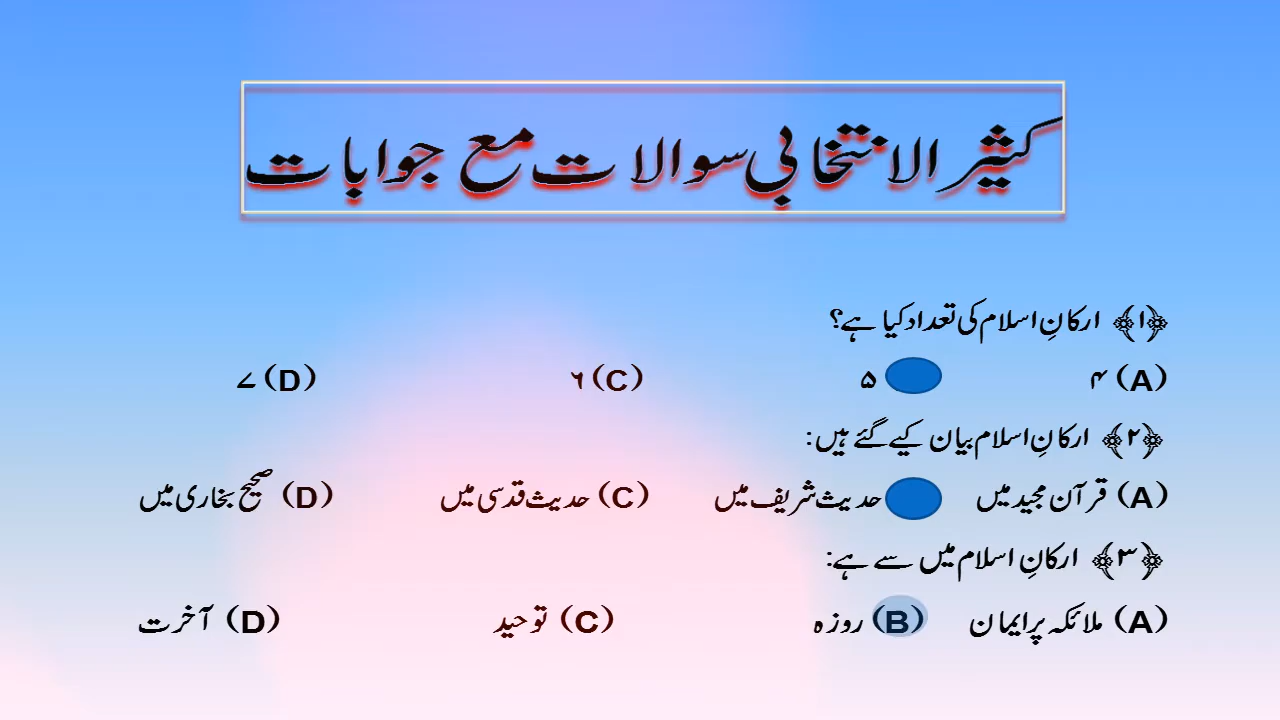 کثیر الانتخابی سوالات مع جوابات
﴿۱﴾ ارکانِ اسلام کی تعداد کیا ہے؟
(A) ۴ ۵ (C) ۶ (D) ۷
﴿۲﴾ ارکانِ اسلام بیان کیے گئے ہیں:
(A) قرآن مجید میں حدیث شریف میں (C) حدیث قدسی میں (D) صحیح بخاری میں
﴿۳﴾ ارکانِ اسلام میں سے ہے:
(A) ملائکہ پر ایمان (B) روزہ (C) توحید (D) آخرت